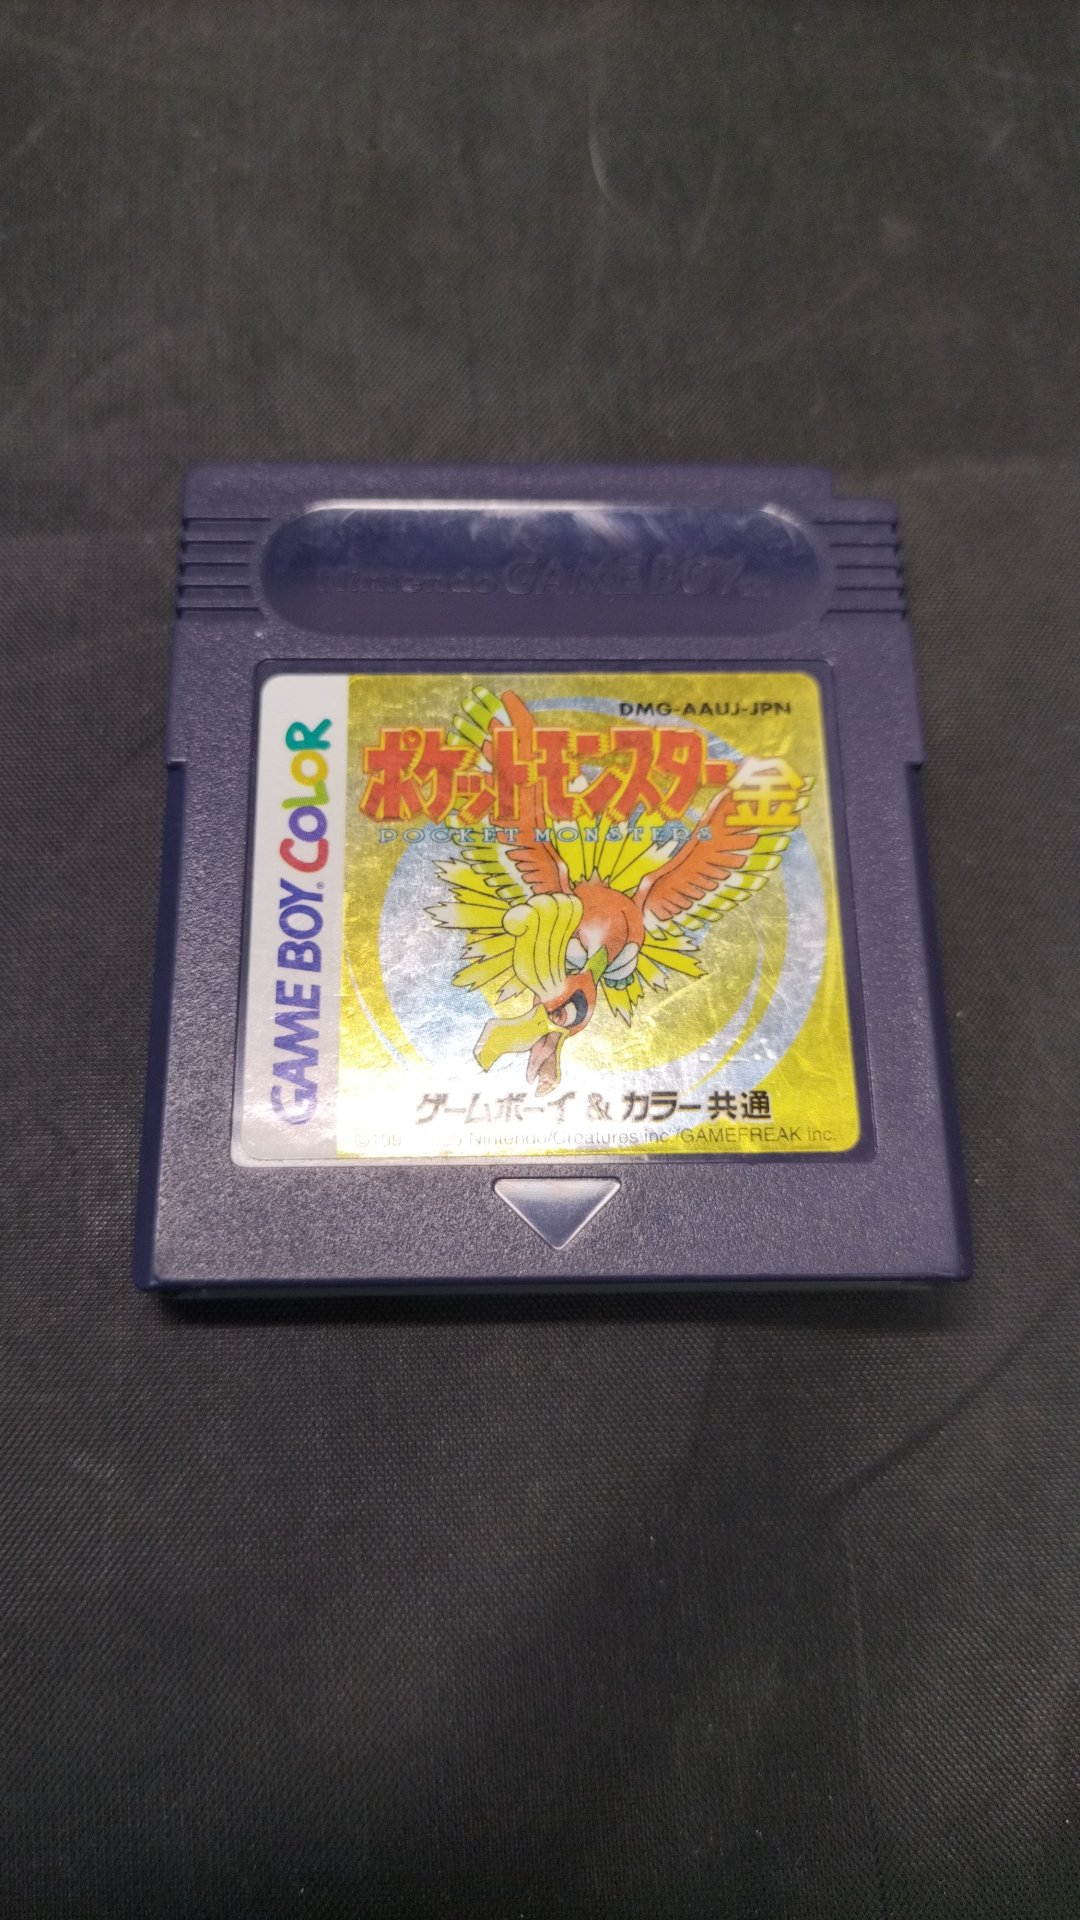 Nintendo GAME BOY
GAME BOY COLOR
DMG-AAUJ-JPN
ポケットモンスター 金
POCKET MONSTERS
ゲームボーイ & カラー共通
Nintendo/Creatures inc./GAMEFREAK inc.